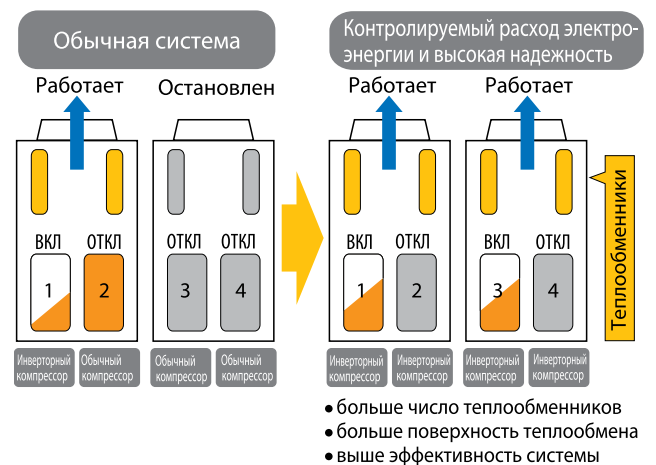 Обычная система
Контролируемый расход электро-
энергии и высокая надежность
Работает
Остановлен
Работает
Работает
ВКЛ
ОТКЛ
ОТКЛ
ОТКЛ
ВКЛ
ОТКЛ
ВКЛ
ОТКЛ
1
2
3
4
1
2
3
4
Теплообменники
Инверторный
компрессор
Обычный
компрессор
Обычный
компрессор
Обычный
компрессор
Инверторный
компрессор
Инверторный
компрессор
Инверторный
компрессор
Инверторный
компрессор
• больше число теплообменников
• больше поверхность теплообмена
• выше эффективность системы